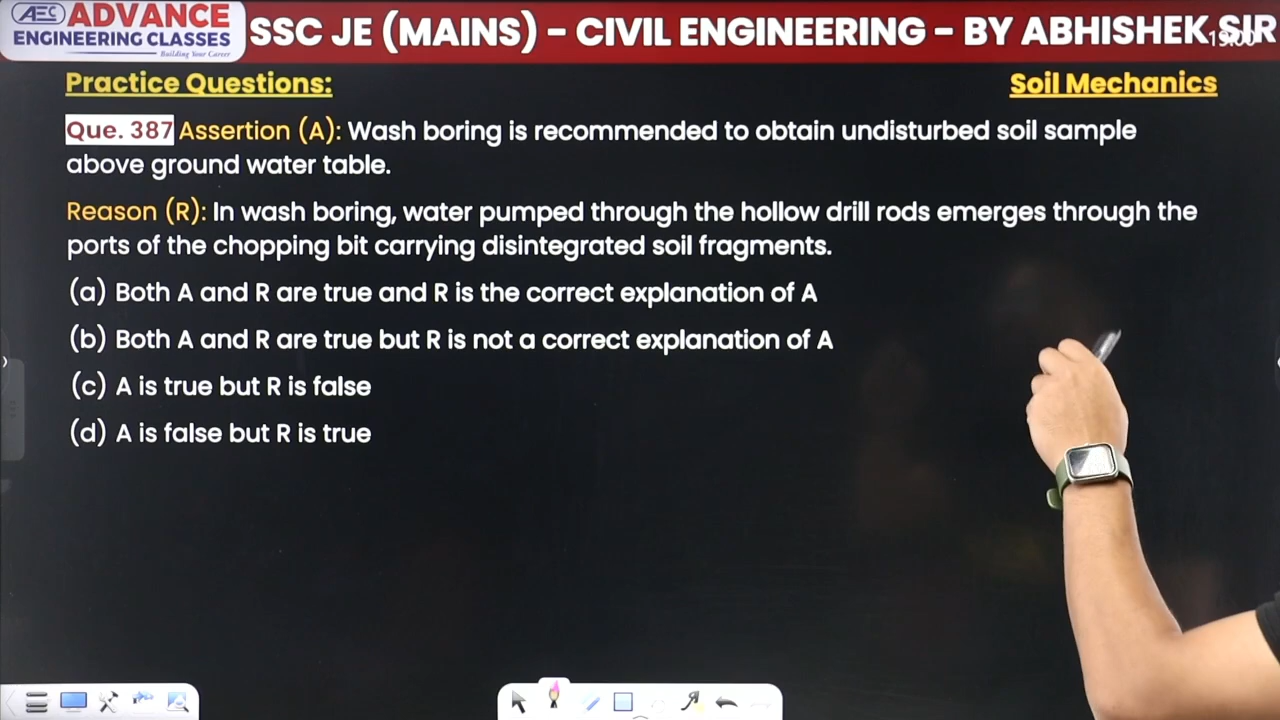 AEC ADVANCE
ENGINEERING CLASSES
Building Your Career
SSC JE (MAINS) - CIVIL ENGINEERING - BY ABHISHEK SIR
Practice Questions:
Soil Mechanics
Que. 387 Assertion (A): Wash boring is recommended to obtain undisturbed soil sample
above ground water table.
Reason (R): In wash boring, water pumped through the hollow drill rods emerges through the
ports of the chopping bit carrying disintegrated soil fragments.
(a) Both A and R are true and R is the correct explanation of A
(b) Both A and R are true but R is not a correct explanation of A
(c) A is true but R is false
(d) A is false but R is true